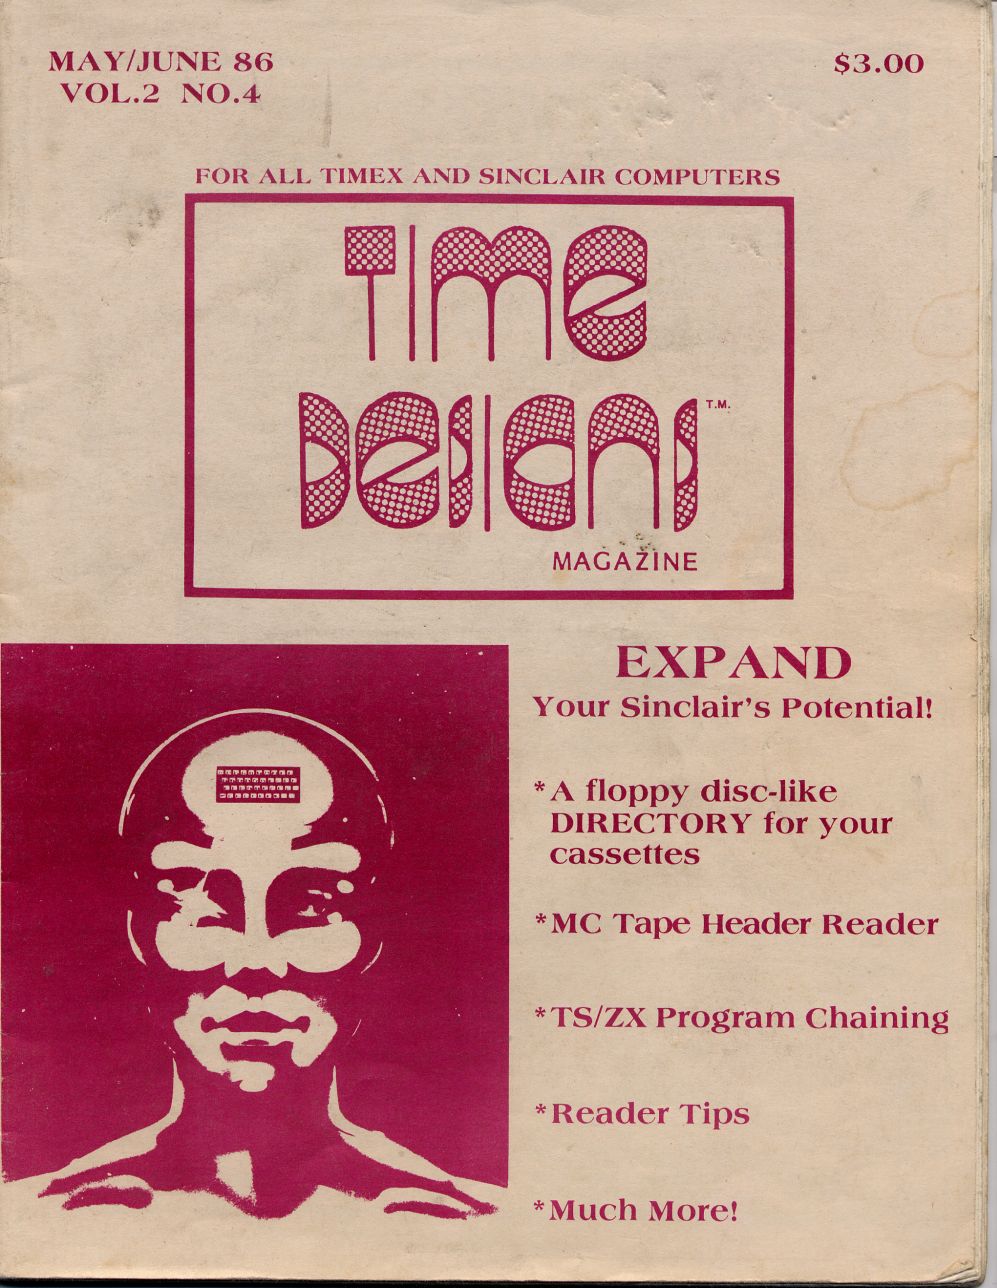 MAY/JUNE 86
VOL.2 NO.4
$3.00
FOR ALL TIMEX AND SINCLAIR COMPUTERS
TIME
DESIGNS T.M.
MAGAZINE
EXPAND
Your Sinclair's Potential!
*A floppy disc-like
DIRECTORY for your
cassettes
*MC Tape Header Reader
*TS/ZX Program Chaining
*Reader Tips
*Much More!